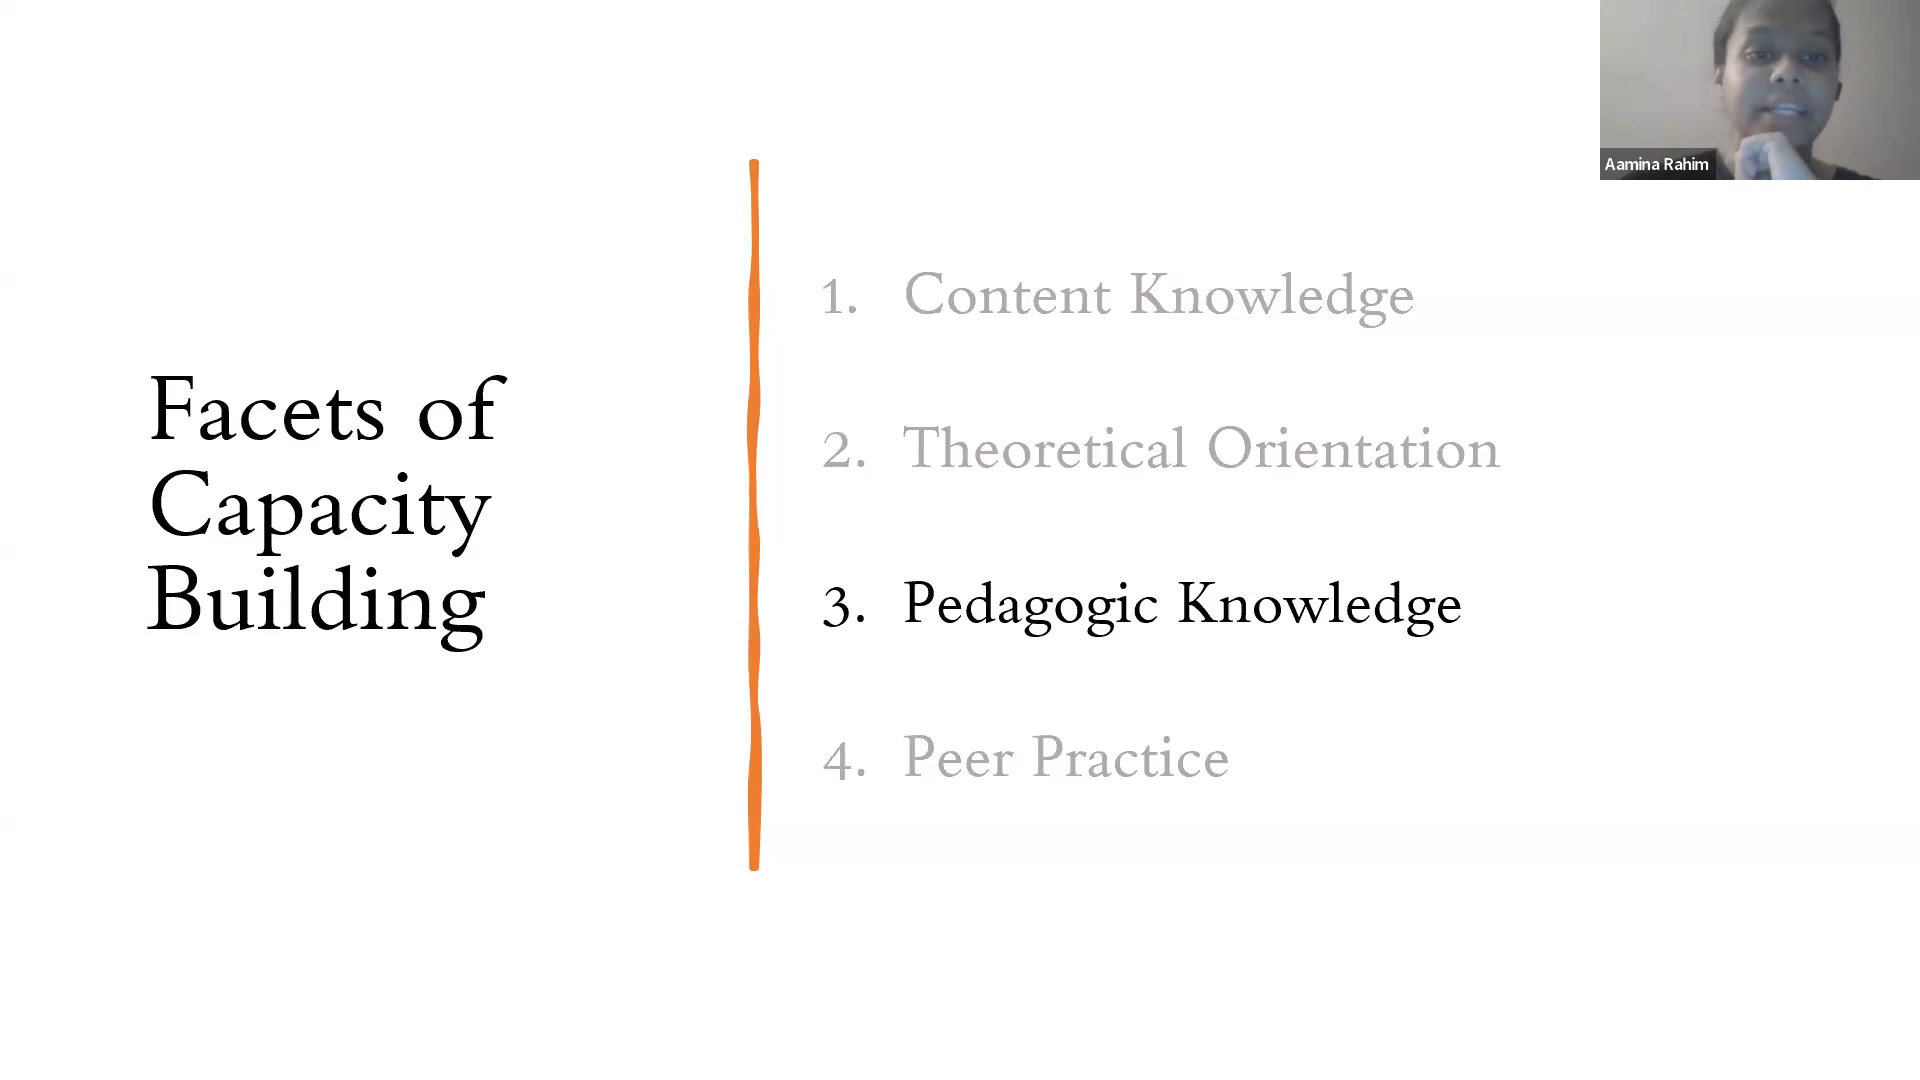 Facets of
Capacity
Building
1. Content Knowledge
2. Theoretical Orientation
3. Pedagogic Knowledge
4. Peer Practice
Aamina Rahim